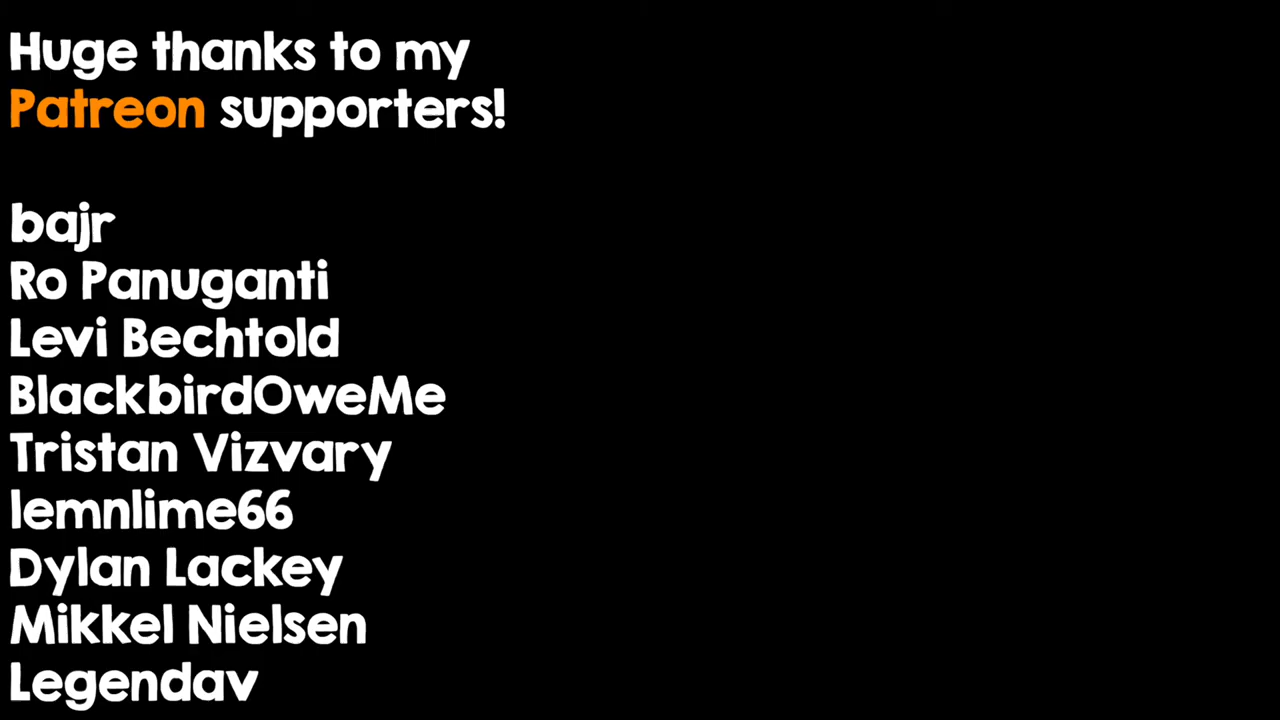 Huge thanks to my
Patreon supporters!
bajr
Ro Panuganti
Levi Bechtold
BlackbirdOweMe
Tristan Vizvary
lemnlime66
Dylan Lackey
Mikkel Nielsen
Legendav